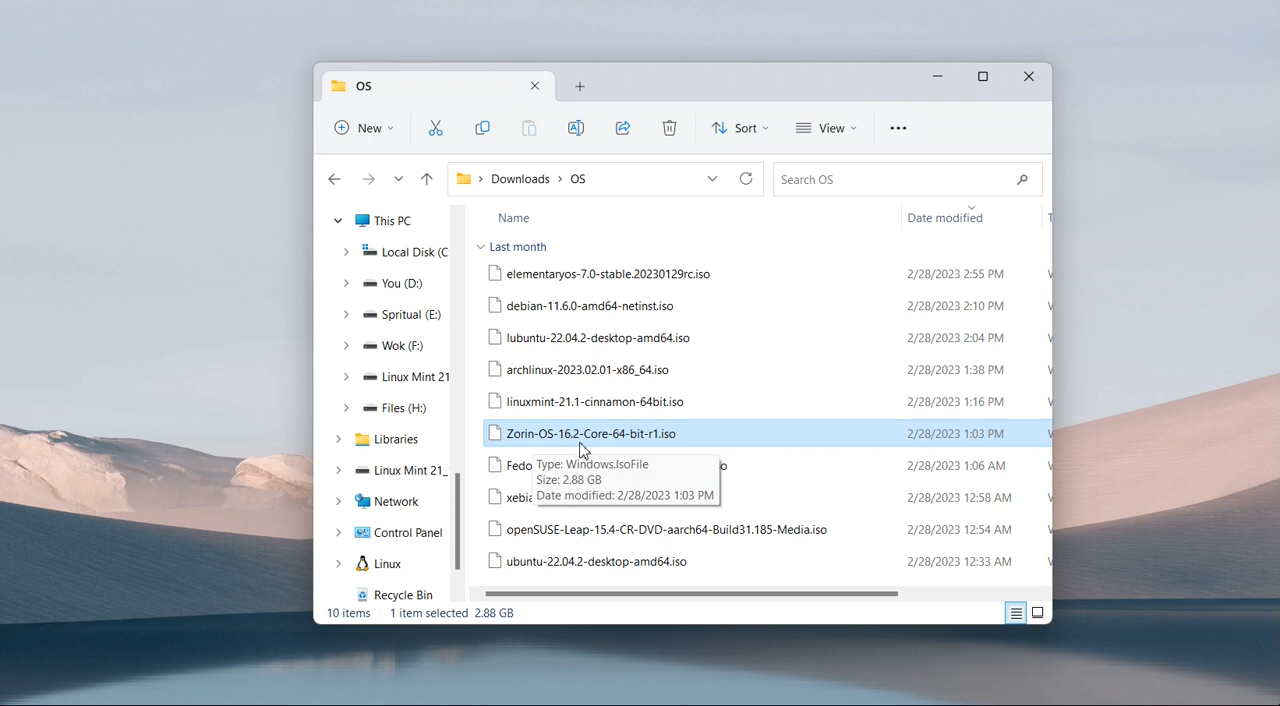 OS
New
Sort
View
Downloads
OS
Search OS
This PC
Local Disk (C
You (D:)
Spritual (E:)
Wok (F:)
Linux Mint 21
Files (H:)
Libraries
Linux Mint 21_
Network
Control Panel
Linux
Recycle Bin
Name
Date modified
Last month
elementaryos-7.0-stable.20230129rc.iso 2/28/2023 2:55 PM
debian-11.6.0-amd64-netinst.iso 2/28/2023 2:10 PM
lubuntu-22.04.2-desktop-amd64.iso 2/28/2023 2:04 PM
archlinux-2023.02.01-x86_64.iso 2/28/2023 1:38 PM
linuxmint-21.1-cinnamon-64bit.iso 2/28/2023 1:16 PM
Zorin-OS-16.2-Core-64-bit-r1.iso 2/28/2023 1:03 PM
Fedo o 2/28/2023 1:06 AM
Type: Windows.IsoFile
Size: 2.88 GB
Date modified: 2/28/2023 1:03 PM
xebia 2/28/2023 12:58 AM
openSUSE-Leap-15.4-CR-DVD-aarch64-Build31.185-Media.iso 2/28/2023 12:54 AM
ubuntu-22.04.2-desktop-amd64.iso 2/28/2023 12:33 AM
10 items 1 item selected 2.88 GB